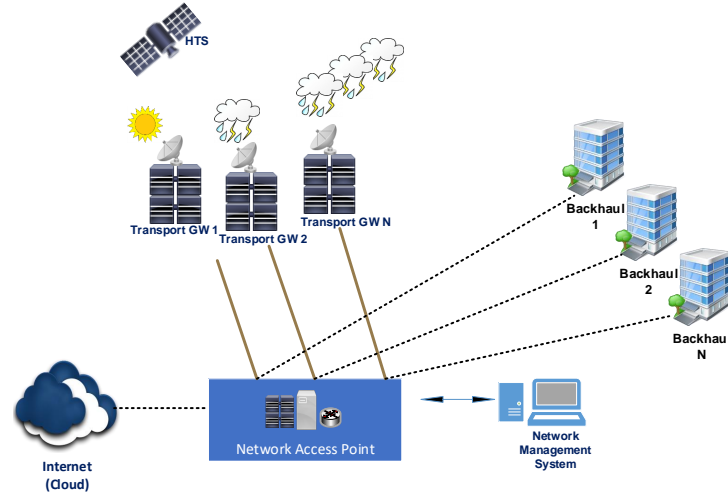 HTS
Transport GW 1
Transport GW 2
Transport GW N
Backhaul
1
Backhaul
2
Backhau
N
Network Access Point
Internet
(Cloud)
Network
Management
System